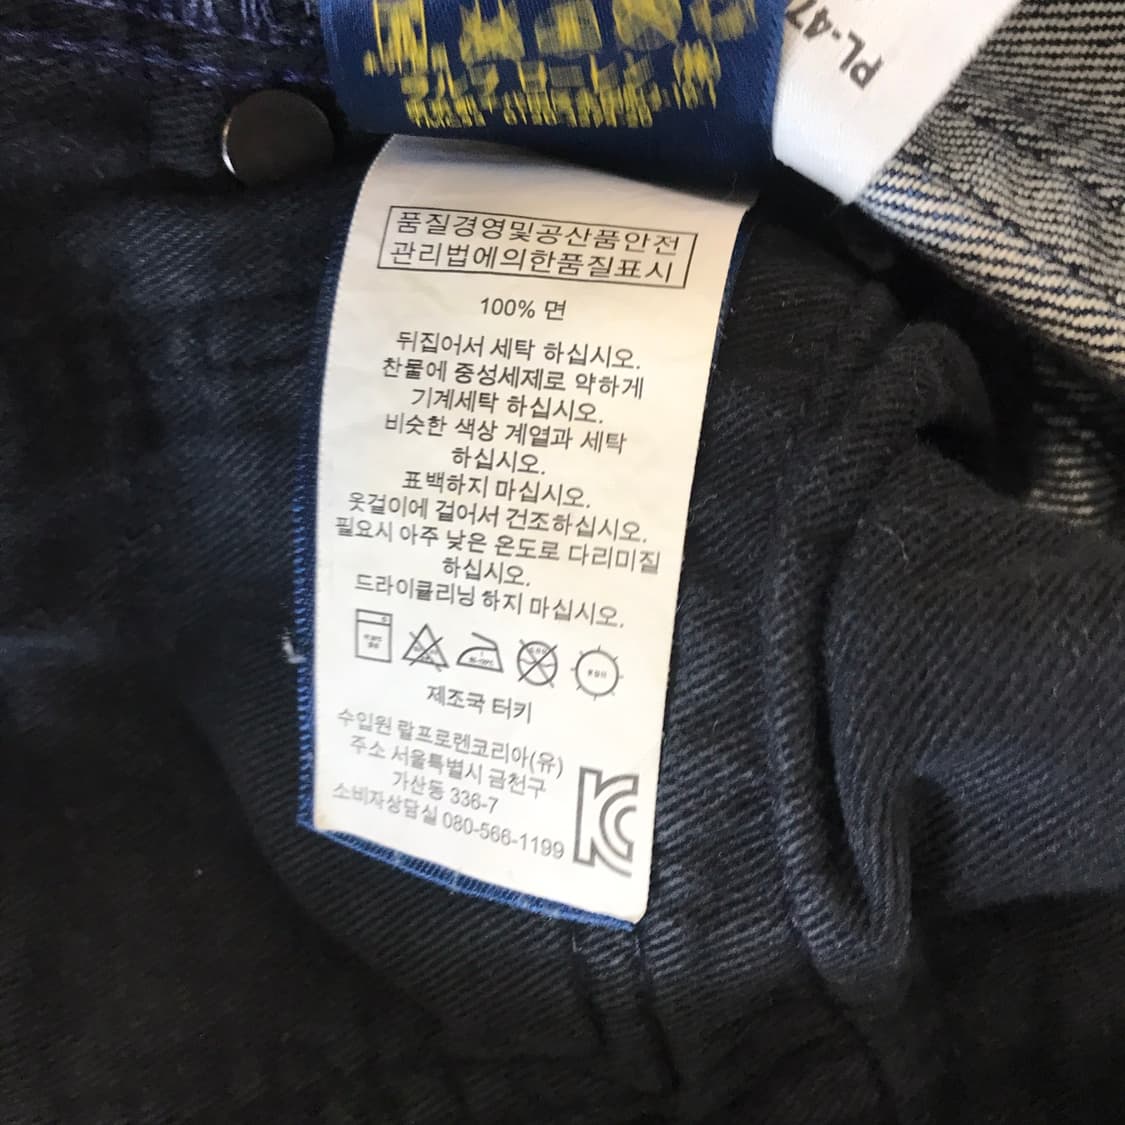 PL-47
품질경영및공산품안전
관리법에의한품질표시
100% 면
뒤집어서 세탁 하십시오.
찬물에 중성세제로 약하게
기계세탁 하십시오.
비슷한 색상 계열과 세탁
하십시오.
표백하지 마십시오.
옷걸이에 걸어서 건조하십시오.
필요시 아주 낮은 온도로 다리미질
하십시오.
드라이클리닝 하지 마십시오.
제조국 터키
수입원 랄프로렌코리아(유)
주소 서울특별시 금천구
가산동 336-7
소비자상담실 080-566-1199